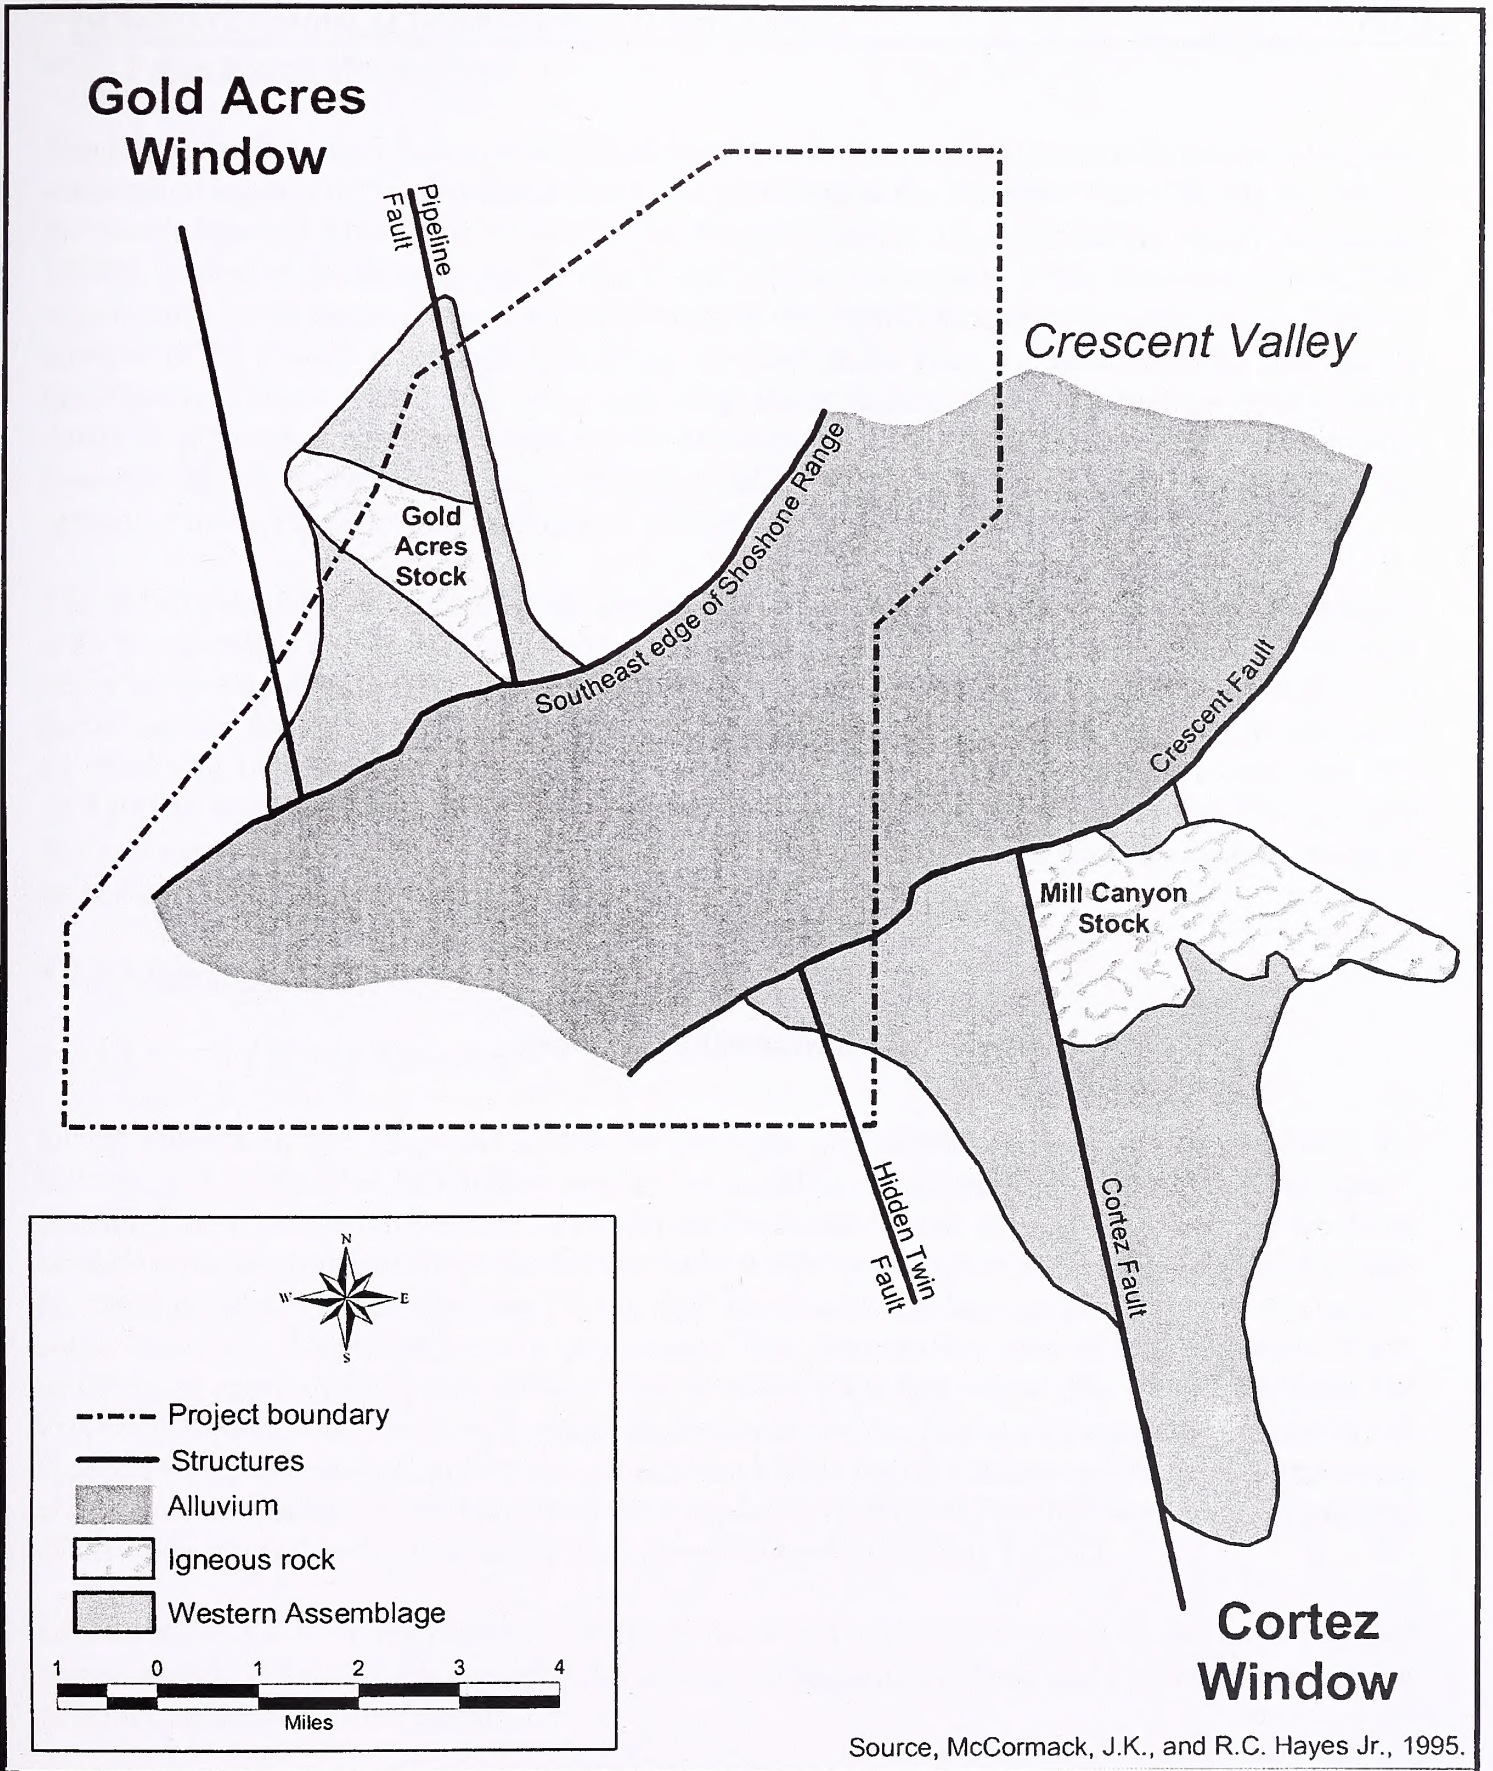 Gold Acres
Window
Pipeline
Fault
Crescent Valley
Gold
Acres
Stock
Southeast edge of Shoshone Range
Crescent Fault
Mill Canyon
Stock
Hidden Twin
Fault
Cortez Fault
N
W E
S
Project boundary
Structures
Alluvium
Igneous rock
Western Assemblage
1 0 1 2 3 4
Miles
Cortez
Window
Source, McCormack, J.K., and R.C. Hayes Jr., 1995.